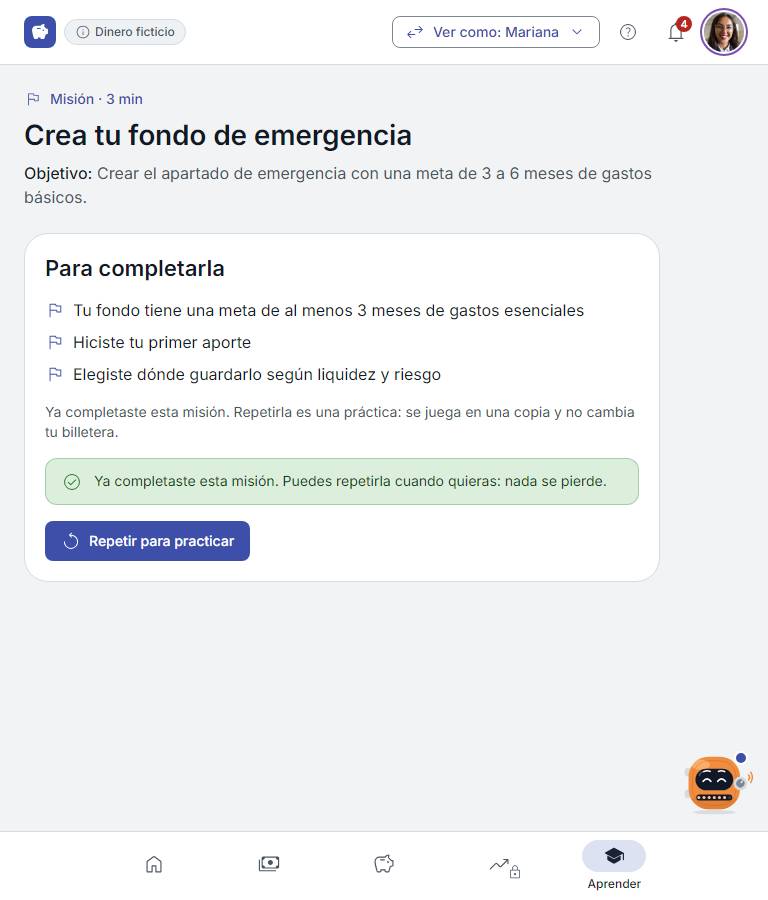 Dinero ficticio
Ver como: Mariana
4
Misión · 3 min
Crea tu fondo de emergencia
Objetivo: Crear el apartado de emergencia con una meta de 3 a 6 meses de gastos
básicos.
Para completarla
Tu fondo tiene una meta de al menos 3 meses de gastos esenciales
Hiciste tu primer aporte
Elegiste dónde guardarlo según liquidez y riesgo
Ya completaste esta misión. Repetirla es una práctica: se juega en una copia y no cambia
tu billetera.
Ya completaste esta misión. Puedes repetirla cuando quieras: nada se pierde.
Repetir para practicar
Aprender